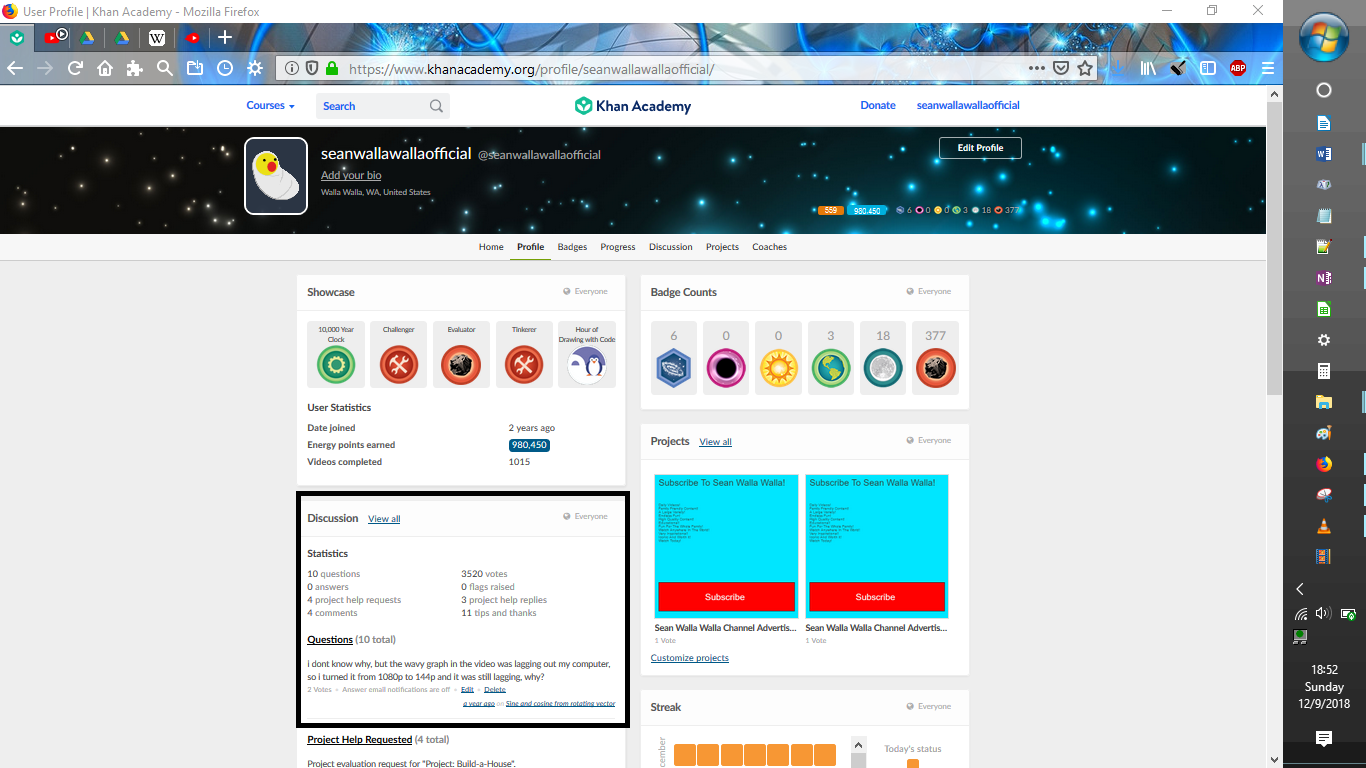 User Profile | Khan Academy - Mozilla Firefox
https://www.khanacademy.org/profile/seanwallawallaofficial/
Courses
Search
Khan Academy
Donate
seanwallawallaofficial
seanwallawallaofficial @seanwallawallaofficial
Edit Profile
Add your bio
Walla Walla, WA, United States
559 980,450 6 0 0 3 18 377
Home Profile Badges Progress Discussion Projects Coaches
Showcase Everyone
10,000 Year Clock
Challenger
Evaluator
Tinkerer
Hour of Drawing with Code
User Statistics
Date joined 2 years ago
Energy points earned 980,450
Videos completed 1015
Badge Counts Everyone
6 0 0 3 18 377
Discussion View all Everyone
Statistics
10 questions 3520 votes
0 answers 0 flags raised
4 project help requests 3 project help replies
4 comments 11 tips and thanks
Questions (10 total)
i dont know why, but the wavy graph in the video was lagging out my computer,
so i turned it from 1080p to 144p and it was still lagging, why?
2 Votes • Answer email notifications are off • Edit • Delete
a year ago on Sine and cosine from rotating vector
Project Help Requested (4 total)
Project evaluation request for "Project: Build-a-House".
Projects View all Everyone
Subscribe To Sean Walla Walla!
Subscribe
Sean Walla Walla Channel Advertis...
1 Vote
Subscribe To Sean Walla Walla!
Subscribe
Sean Walla Walla Channel Advertis...
1 Vote
Customize projects
Streak Everyone
Today's status
ABP
18:52
Sunday
12/9/2018